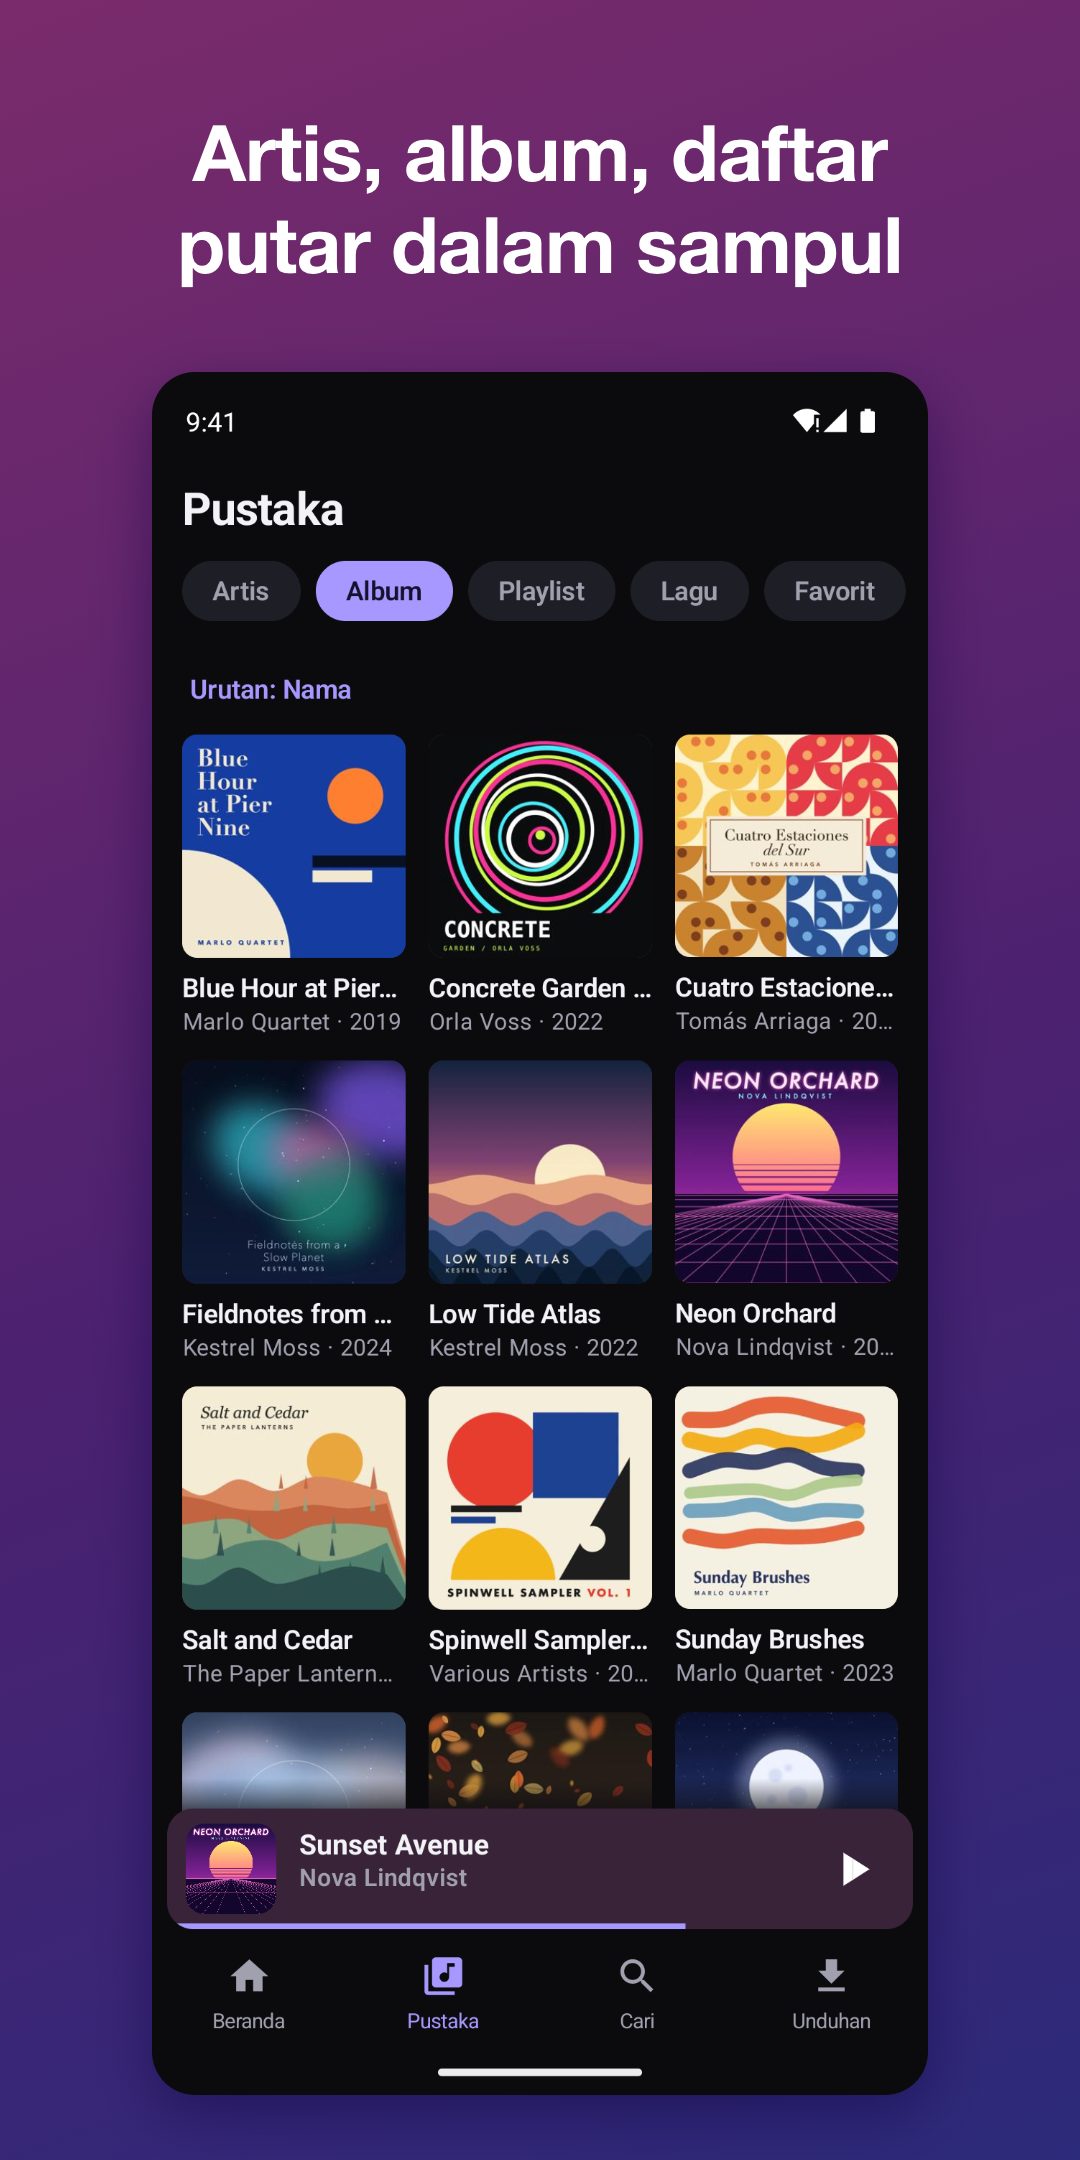 Artis, album, daftar
putar dalam sampul
9:41
Pustaka
Artis
Album
Playlist
Lagu
Favorit
Urutan: Nama
Blue
Hour
at Pier
Nine
MARLO QUARTET
CONCRETE
GARDEN / ORLA VOSS
Cuatro Estaciones
del Sur
TOMÁS ARRIAGA
Blue Hour at Pier...
Marlo Quartet · 2019
Concrete Garden ...
Orla Voss · 2022
Cuatro Estacione...
Tomás Arriaga · 20...
Fieldnotes from a
Slow Planet
KESTREL MOSS
LOW TIDE ATLAS
KESTREL MOSS
NEON ORCHARD
NOVA LINDQVIST
Fieldnotes from ...
Kestrel Moss · 2024
Low Tide Atlas
Kestrel Moss · 2022
Neon Orchard
Nova Lindqvist · 20...
Salt and Cedar
THE PAPER LANTERNS
SPINWELL SAMPLER VOL. 1
Sunday Brushes
MARLO QUARTET
Salt and Cedar
The Paper Lantern...
Spinwell Sampler...
Various Artists · 20...
Sunday Brushes
Marlo Quartet · 2023
NEON ORCHARD
Sunset Avenue
Nova Lindqvist
Beranda
Pustaka
Cari
Unduhan